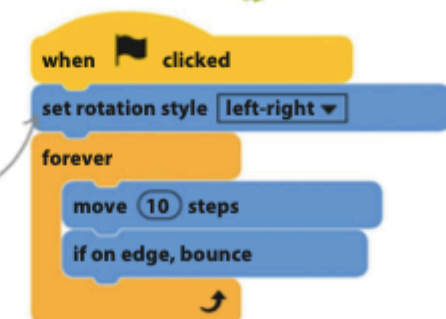 when clicked
set rotation style left-right
forever
move 10 steps
if on edge, bounce